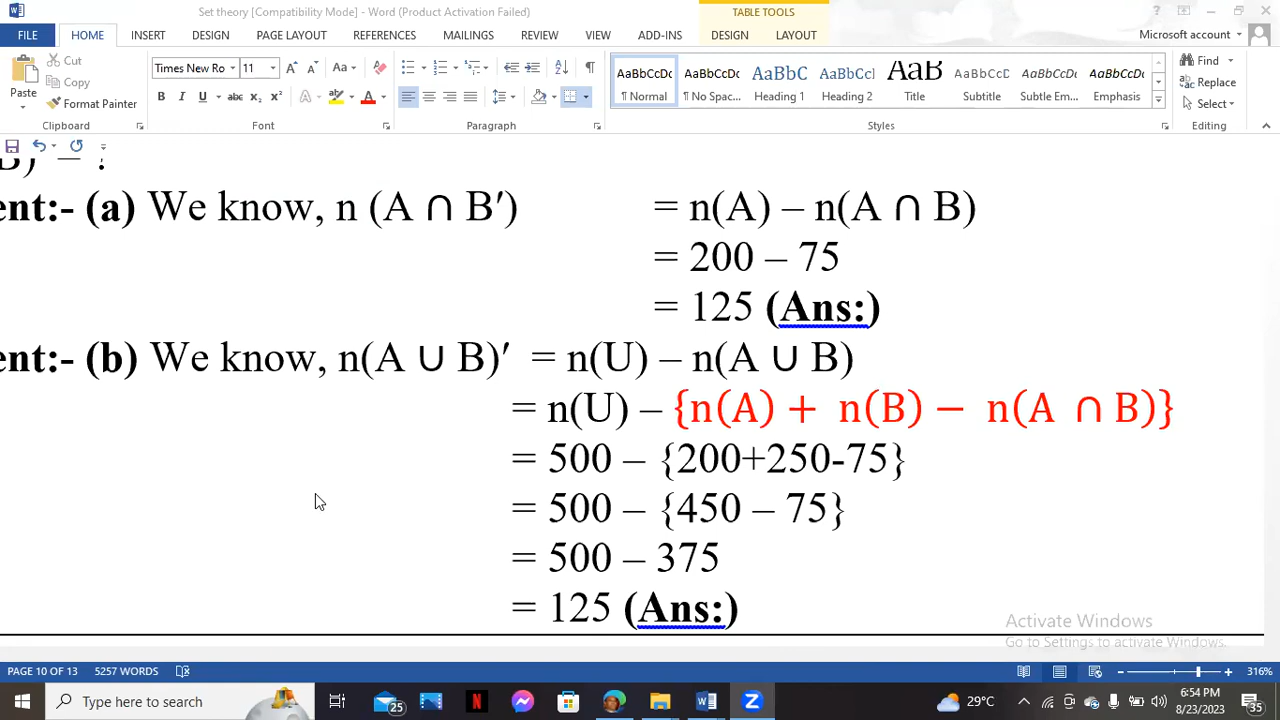 Set theory [Compatibility Mode] - Word (Product Activation Failed)
TABLE TOOLS
FILE HOME INSERT DESIGN PAGE LAYOUT REFERENCES MAILINGS REVIEW VIEW ADD-INS DESIGN LAYOUT Microsoft account
Cut
Copy
Paste
Format Painter
Times New Ro 11
AaBbCcDc AaBbCcDc AaBbC AaBbCcI AaB AaBbCcD AaBbCcDc AaBbCcDc
¶ Normal ¶ No Spac... Heading 1 Heading 2 Title Subtitle Subtle Em... Emphasis
Find
Replace
Select
Clipboard Font Paragraph Styles Editing
B) = ?
ent:- (a) We know, n (A ∩ B′) = n(A) – n(A ∩ B)
= 200 – 75
= 125 (Ans:)
ent:- (b) We know, n(A ∪ B)′ = n(U) – n(A ∪ B)
= n(U) – {n(A) + n(B) − n(A ∩ B)}
= 500 – {200+250-75}
= 500 – {450 – 75}
= 500 – 375
= 125 (Ans:)
Activate Windows
Go to Settings to activate Windows.
PAGE 10 OF 13 5257 WORDS 316%
Type here to search 25 29°C 6:54 PM
8/23/2023 35